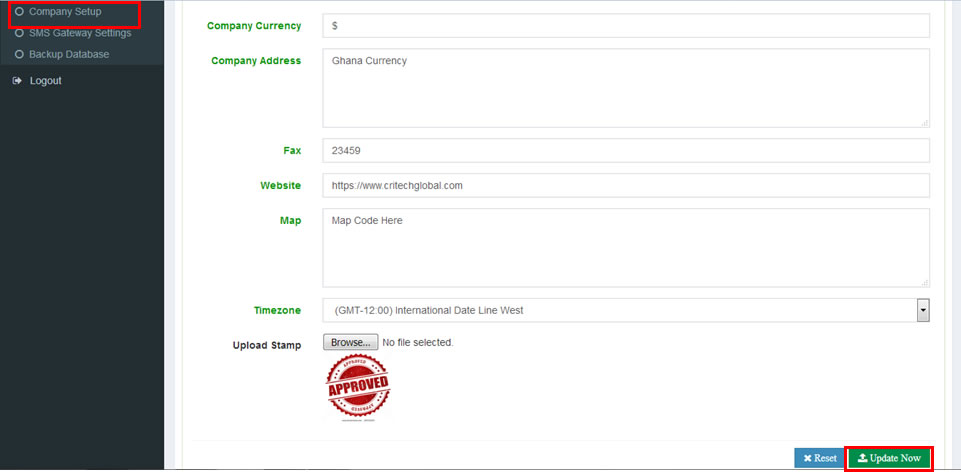 Company Setup
SMS Gateway Settings
Backup Database
Logout
Company Currency
$
Company Address
Ghana Currency
Fax
23459
Website
https://www.critechglobal.com
Map
Map Code Here
Timezone
(GMT-12:00) International Date Line West
Upload Stamp
Browse...
No file selected.
APPROVED
APPROVED
APPROVED
Reset
Update Now